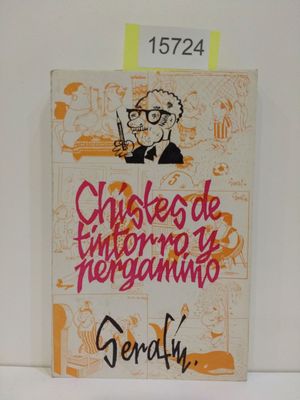 15724
Chistes de
tintorro y
pergamino
Serafín.